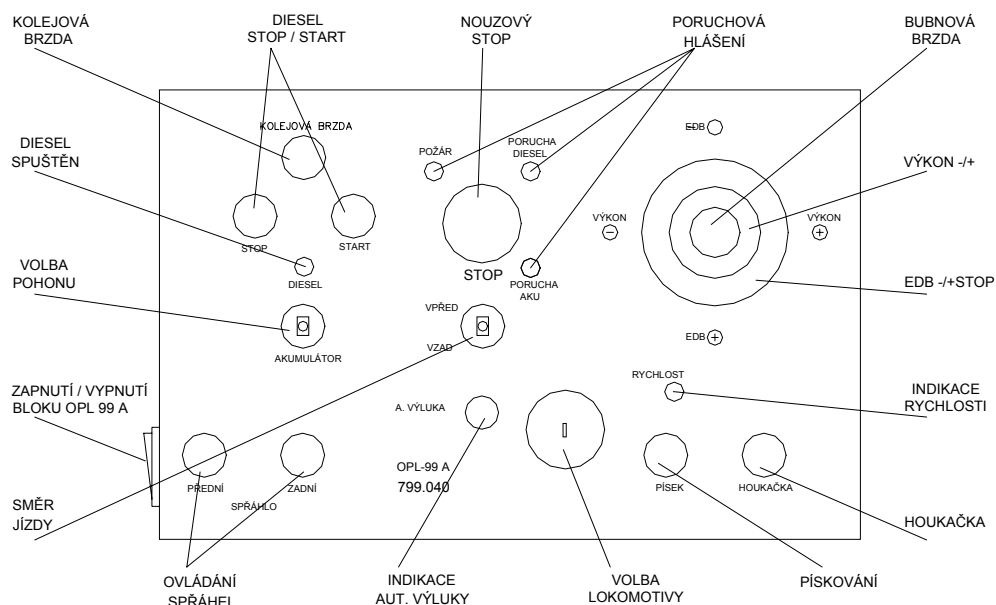 KOLEJOVÁ
BRZDA
DIESEL
STOP / START
NOUZOVÝ
STOP
PORUCHOVÁ
HLÁŠENÍ
BUBNOVÁ
BRZDA
DIESEL
SPUŠTĚN
VOLBA
POHONU
ZAPNUTÍ / VYPNUTÍ
BLOKU OPL 99 A
SMĚR
JÍZDY
KOLEJOVÁ BRZDA
STOP
START
DIESEL
AKUMULÁTOR
POŽÁR
PORUCHA
DIESEL
STOP
PORUCHA
AKU
VPŘED
VZAD
EDB -
VÝKON
-
VÝKON
+
EDB +
RYCHLOST
A. VÝLUKA
OPL-99 A
799.040
PŘEDNÍ
ZADNÍ
SPŘÁHLO
PÍSEK
HOUKAČKA
VÝKON -/+
EDB -/+STOP
INDIKACE
RYCHLOSTI
HOUKAČKA
OVLÁDÁNÍ
SPŘÁHEL
INDIKACE
AUT. VÝLUKY
VOLBA
LOKOMOTIVY
PÍSKOVÁNÍ